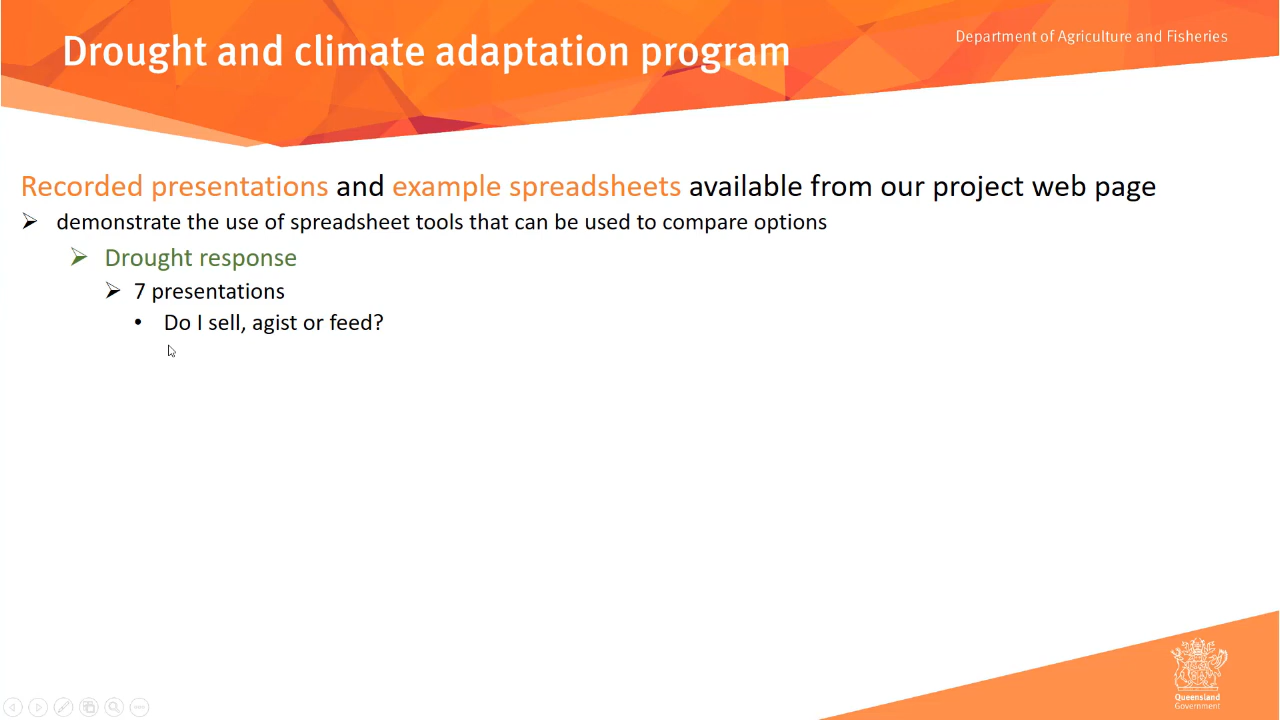 Drought and climate adaptation program
Department of Agriculture and Fisheries
Recorded presentations and example spreadsheets available from our project web page
demonstrate the use of spreadsheet tools that can be used to compare options
Drought response
7 presentations
Do I sell, agist or feed?
Queensland
Government